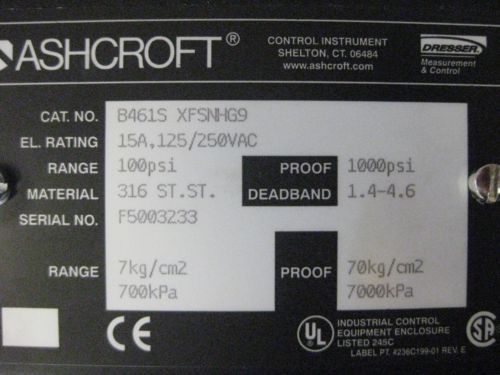 ASHCROFT®
CONTROL INSTRUMENT
SHELTON, CT. 06484
www.ashcroft.com
DRESSER
Measurement
& Control
CAT. NO. B461S XFSNHG9
EL. RATING 15A,125/250VAC
RANGE 100psi PROOF 1000psi
MATERIAL 316 ST.ST. DEADBAND 1.4-4.6
SERIAL NO. F5003233
RANGE 7kg/cm2 PROOF 70kg/cm2
700kPa 7000kPa
CE
UL
INDUSTRIAL CONTROL
EQUIPMENT ENCLOSURE
LISTED 245C
LABEL PT. #236C199-01 REV. E
SA